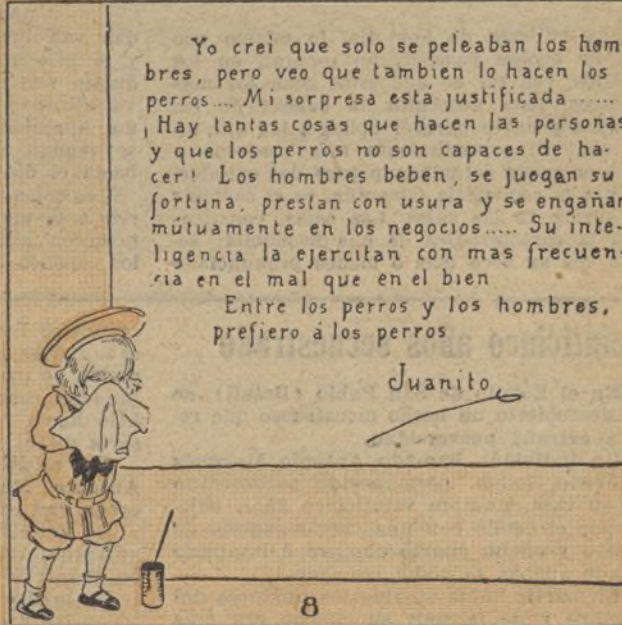 Yo crei que solo se peleaban los hom-
bres, pero veo que tambien lo hacen los
perros.... Mi sorpresa está justificada......
¡Hay tantas cosas que hacen las personas
y que los perros no son capaces de ha-
cer! Los hombres beben, se juegan su
fortuna, prestan con usura y se engañan
mútuamente en los negocios..... Su inte-
ligencia la ejercitan con mas frecuen-
cia en el mal que en el bien
Entre los perros y los hombres,
prefiero á los perros
Juanito
8